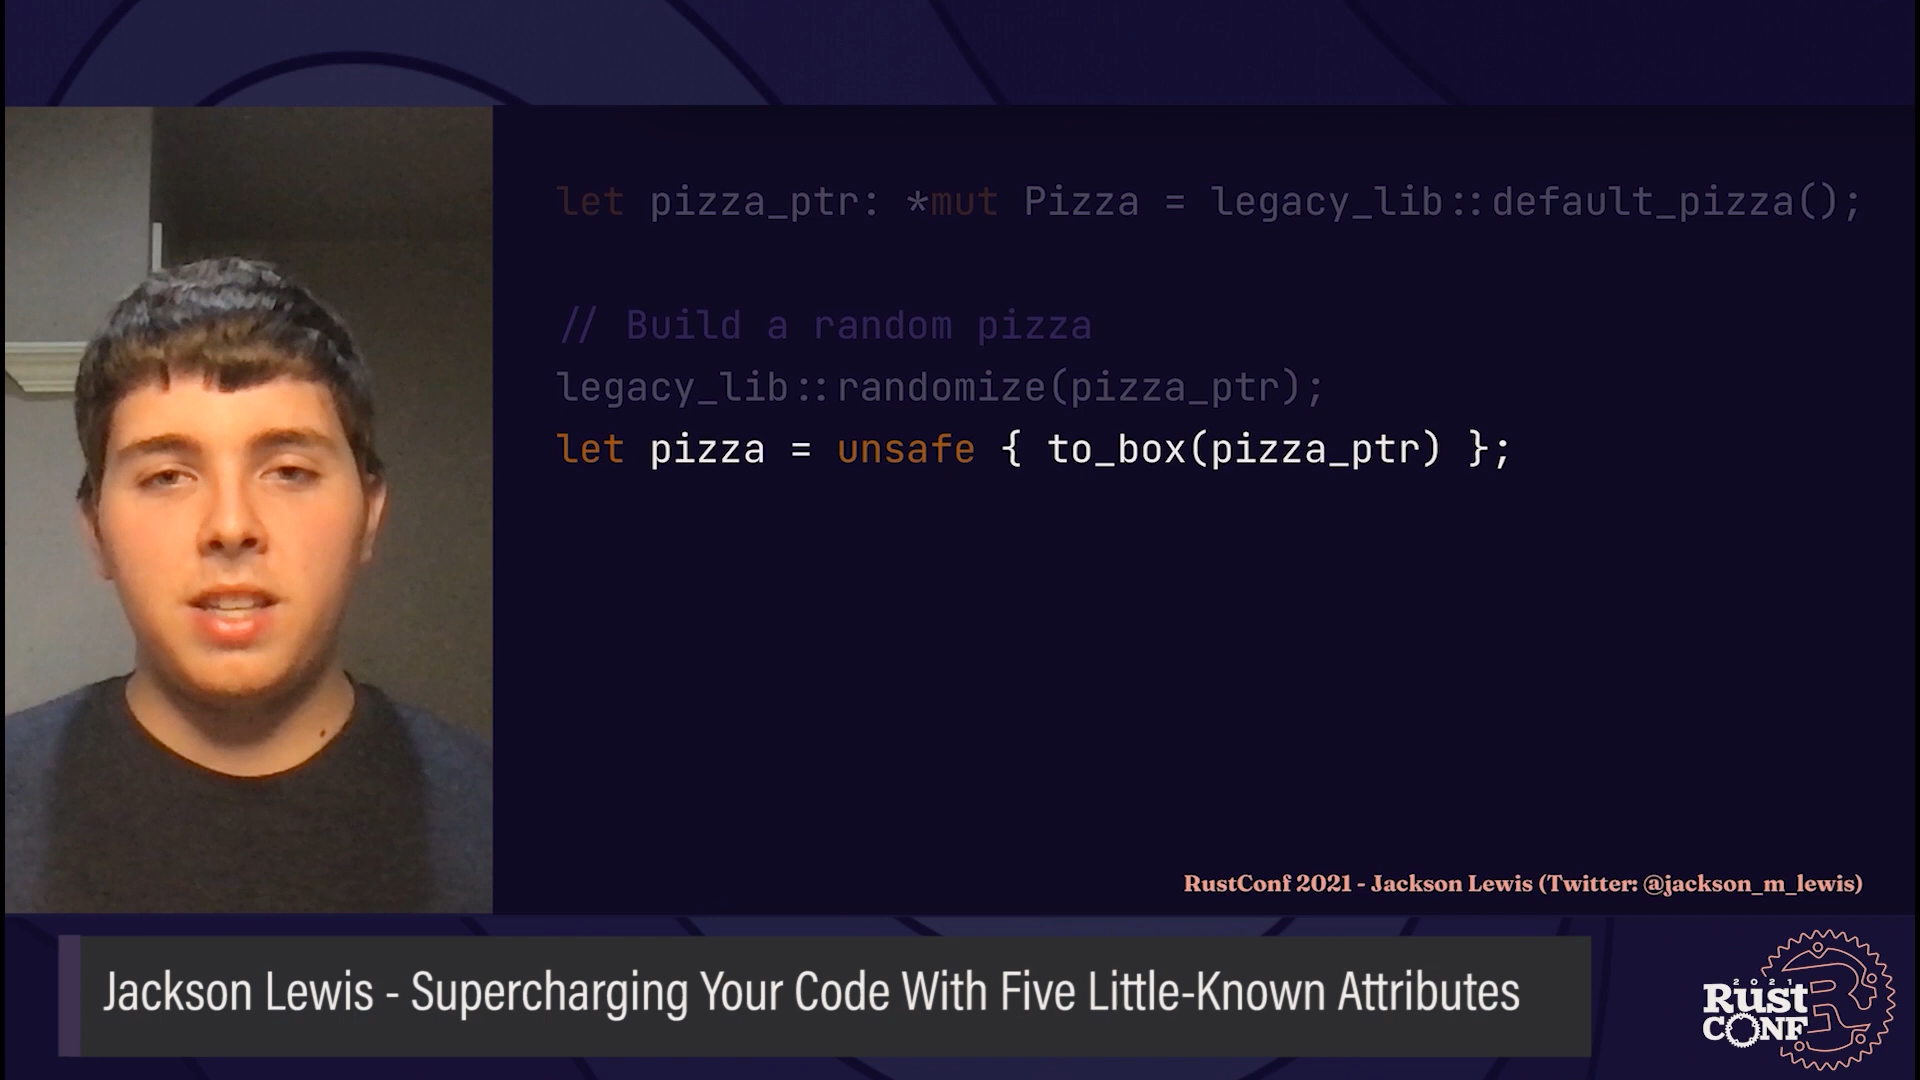 let pizza_ptr: *mut Pizza = legacy_lib::default_pizza();
// Build a random pizza
legacy_lib::randomize(pizza_ptr);
let pizza = unsafe { to_box(pizza_ptr) };
RustConf 2021 - Jackson Lewis (Twitter: @jackson_m_lewis)
Jackson Lewis - Supercharging Your Code With Five Little-Known Attributes
2021
Rust
CONF
R